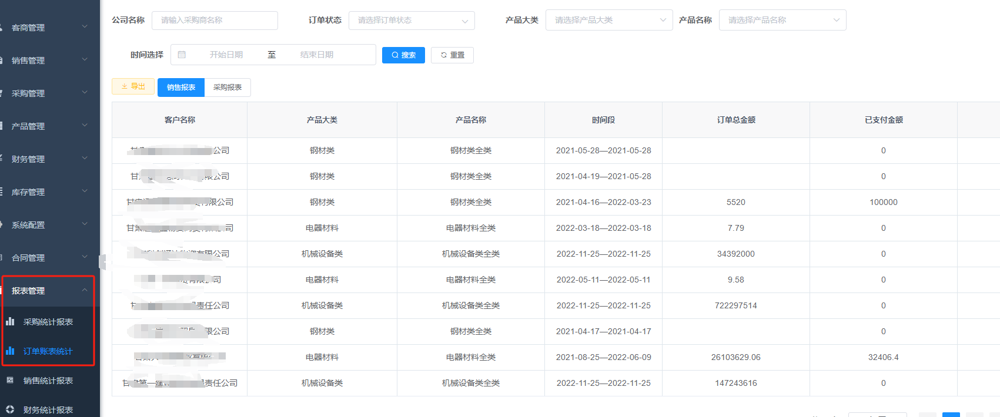 客商管理
销售管理
采购管理
产品管理
财务管理
库存管理
系统配置
合同管理
报表管理
采购统计报表
订单账表统计
销售统计报表
财务统计报表
公司名称 请输入采购商名称 订单状态 请选择订单状态 产品大类 请选择产品大类 产品名称 请选择产品名称
时间选择 开始日期 至 结束日期 搜索 重置
导出 销售报表 采购报表
客户名称 产品大类 产品名称 时间段 订单总金额 已支付金额
公司 钢材类 钢材类全类 2021-05-28—2021-05-28 0
甘 限公司 钢材类 钢材类全类 2021-04-19—2021-05-28 0
有限公司 钢材类 钢材类全类 2021-04-16—2022-03-23 5520 100000
甘肃 司 电器材料 电器材料全类 2022-03-18—2022-03-18 7.79 0
有限公司 机械设备类 机械设备类全类 2022-11-25—2022-11-25 34392000 0
司 电器材料 电器材料全类 2022-05-11—2022-05-11 9.58 0
责任公司 机械设备类 机械设备类全类 2022-11-25—2022-11-25 722297514 0
限公司 钢材类 钢材类全类 2021-04-17—2021-04-17 0
电器材料 电器材料全类 2021-08-25—2022-06-09 26103629.06 32406.4
甘肃第一建 责任公司 机械设备类 机械设备类全类 2022-11-25—2022-11-25 147243616 0